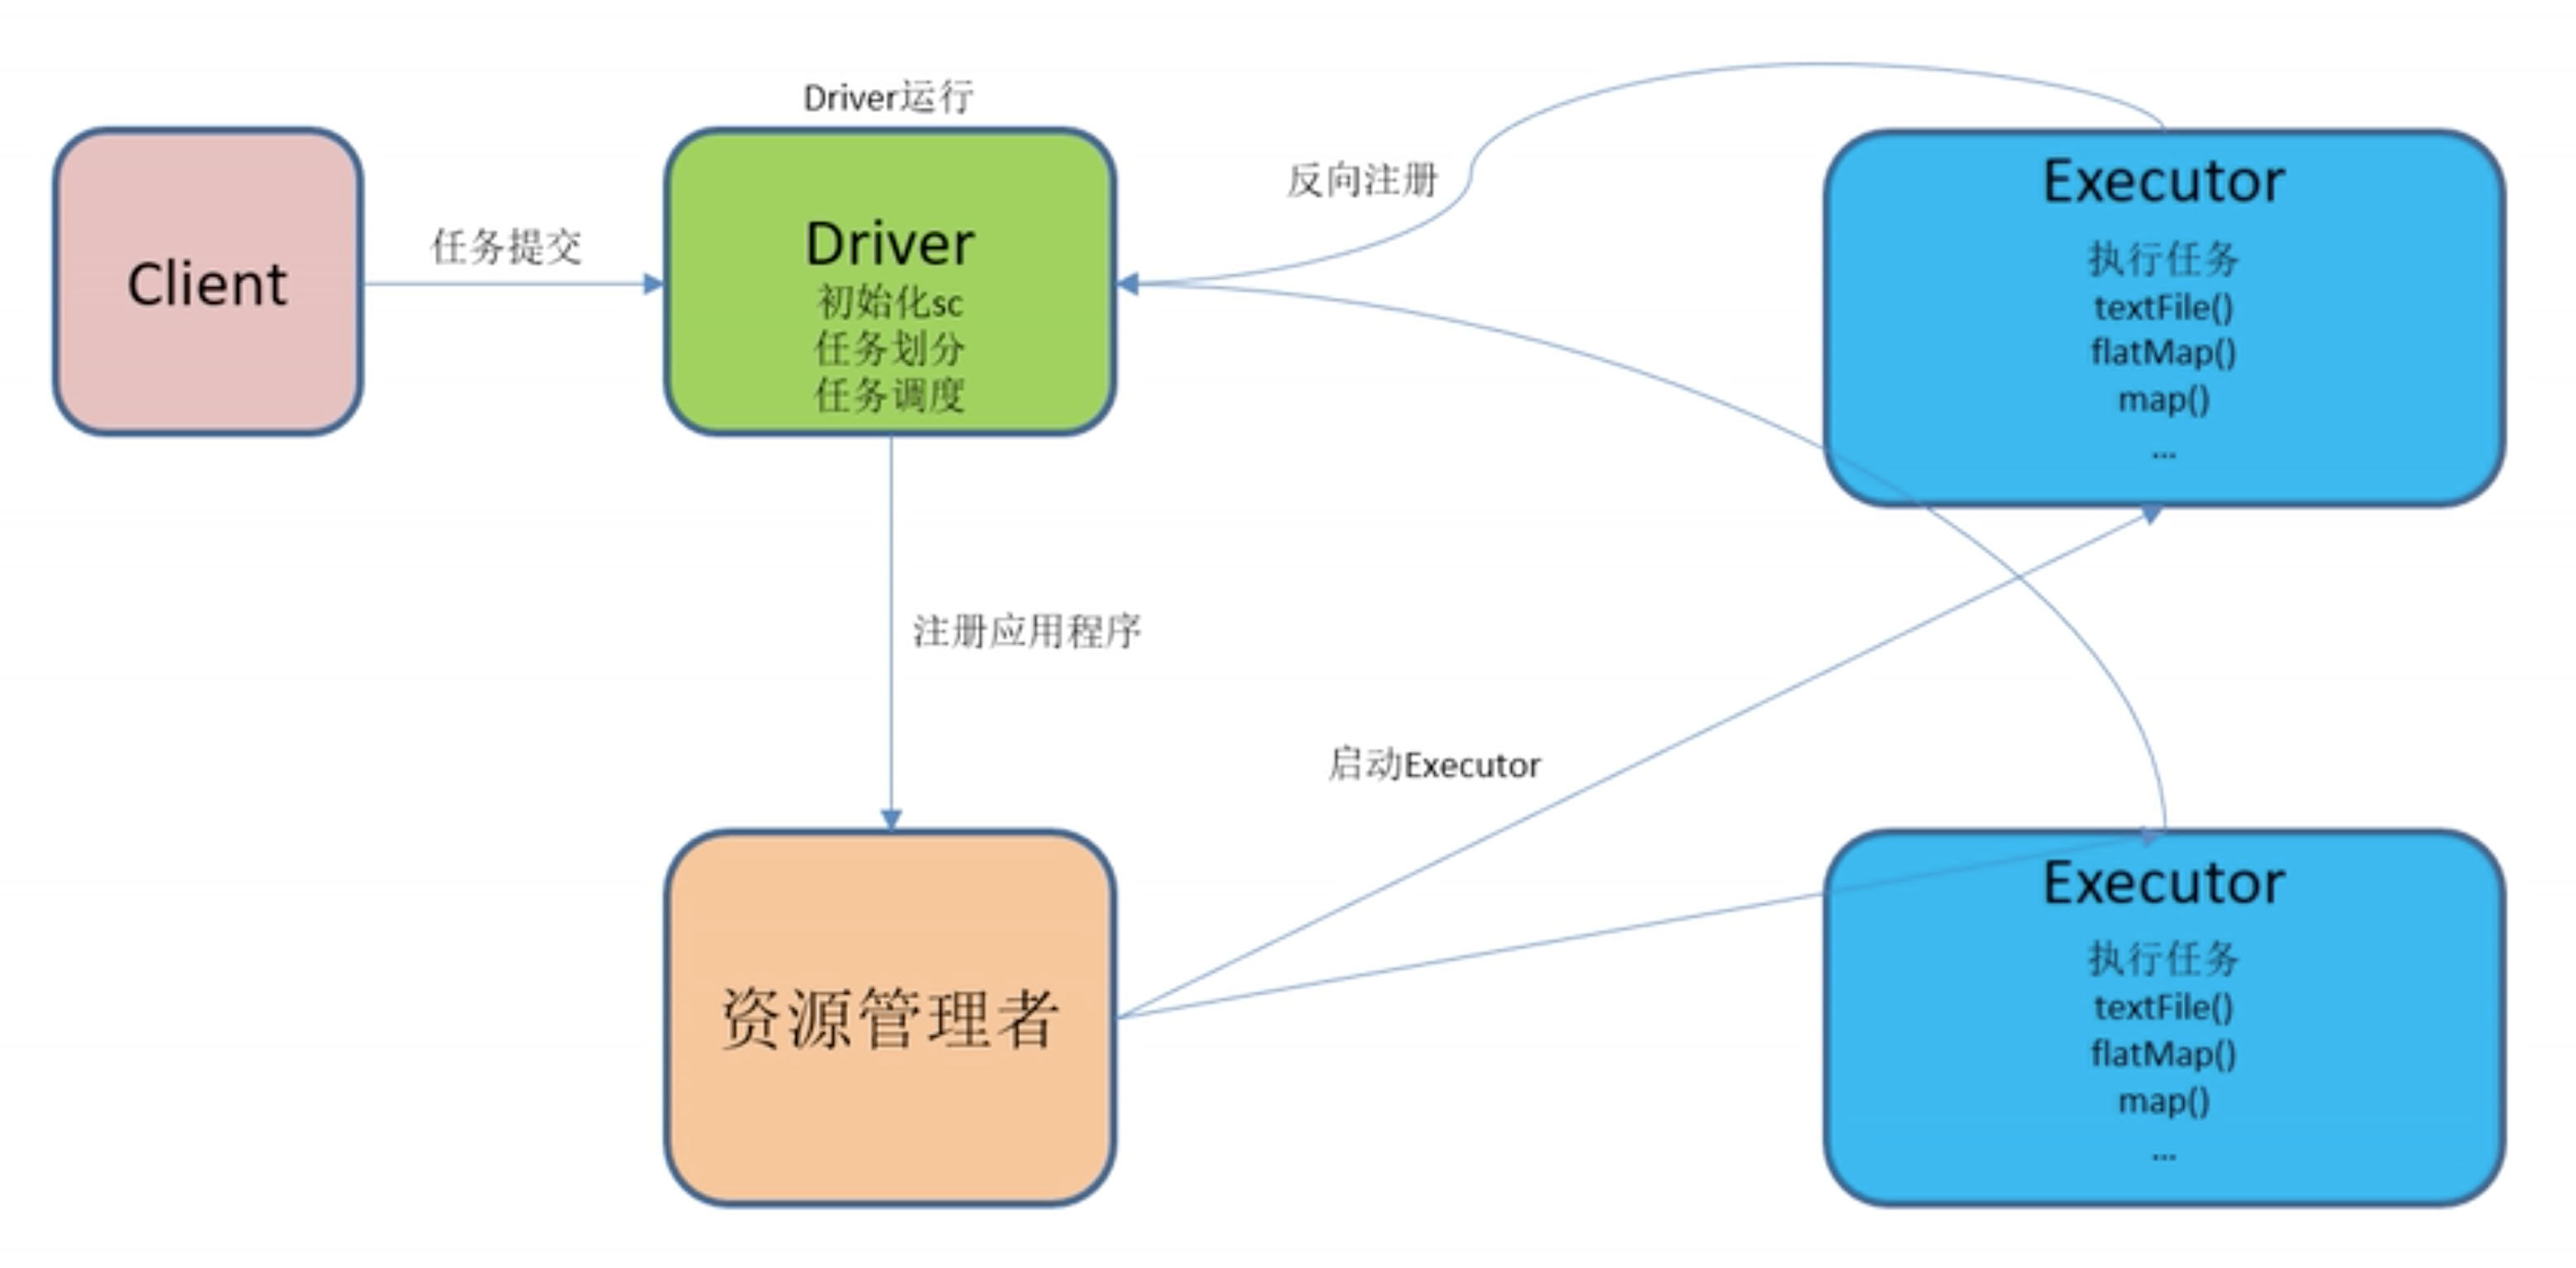 Driver运行
Client
任务提交
Driver
初始化sc
任务划分
任务调度
反向注册
Executor
执行任务
textFile()
flatMap()
map()
...
注册应用程序
启动Executor
资源管理者
Executor
执行任务
textFile()
flatMap()
map()
...